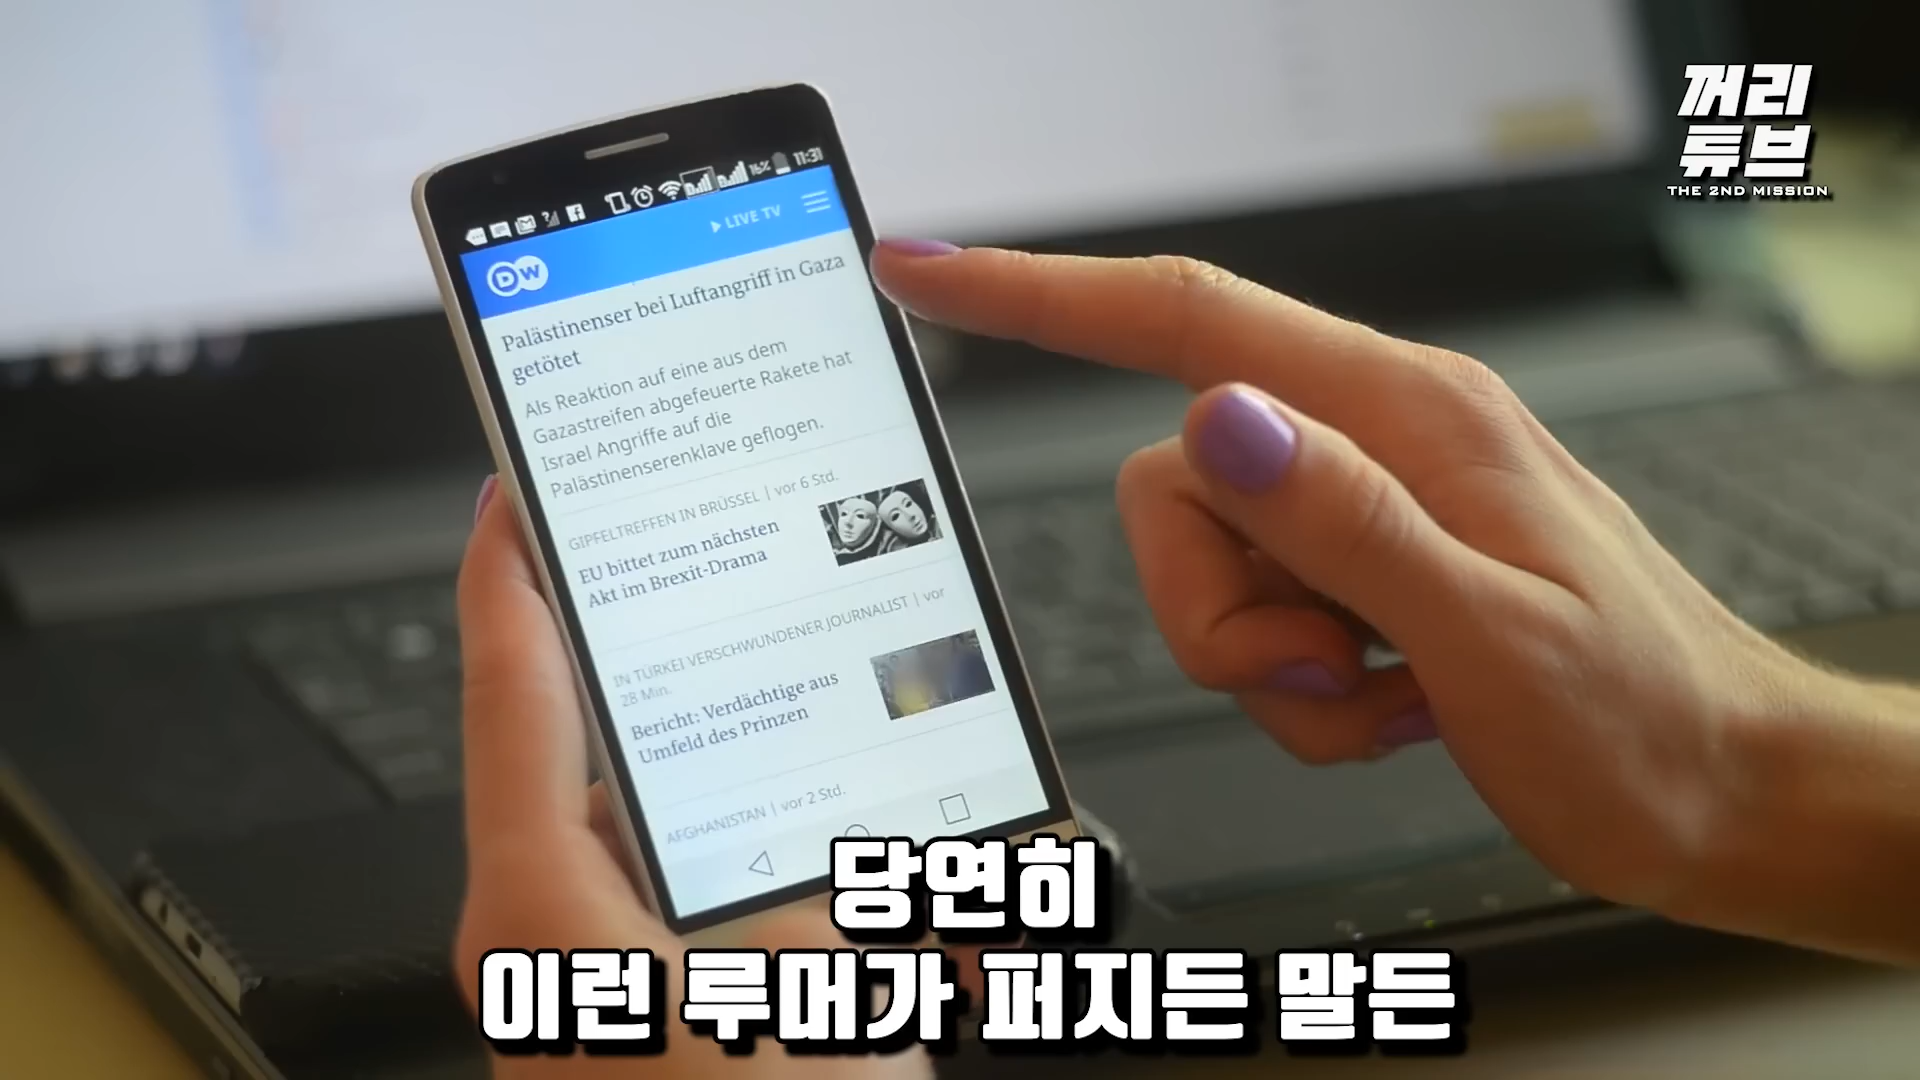 꺼리
튜브
THE 2ND MISSION
16% 11:31
LIVE TV
DW
Palästinenser bei Luftangriff in Gaza
getötet
Als Reaktion auf eine aus dem
Gazastreifen abgefeuerte Rakete hat
Israel Angriffe auf die
Palästinenserenklave geflogen.
GIPFELTREFFEN IN BRÜSSEL | vor 6 Std.
EU bittet zum nächsten
Akt im Brexit-Drama
IN TÜRKEI VERSCHWUNDENER JOURNALIST | vor
28 Min.
Bericht: Verdächtige aus
Umfeld des Prinzen
AFGHANISTAN | vor 2 Std.
당연히
이런 루머가 퍼지든 말든